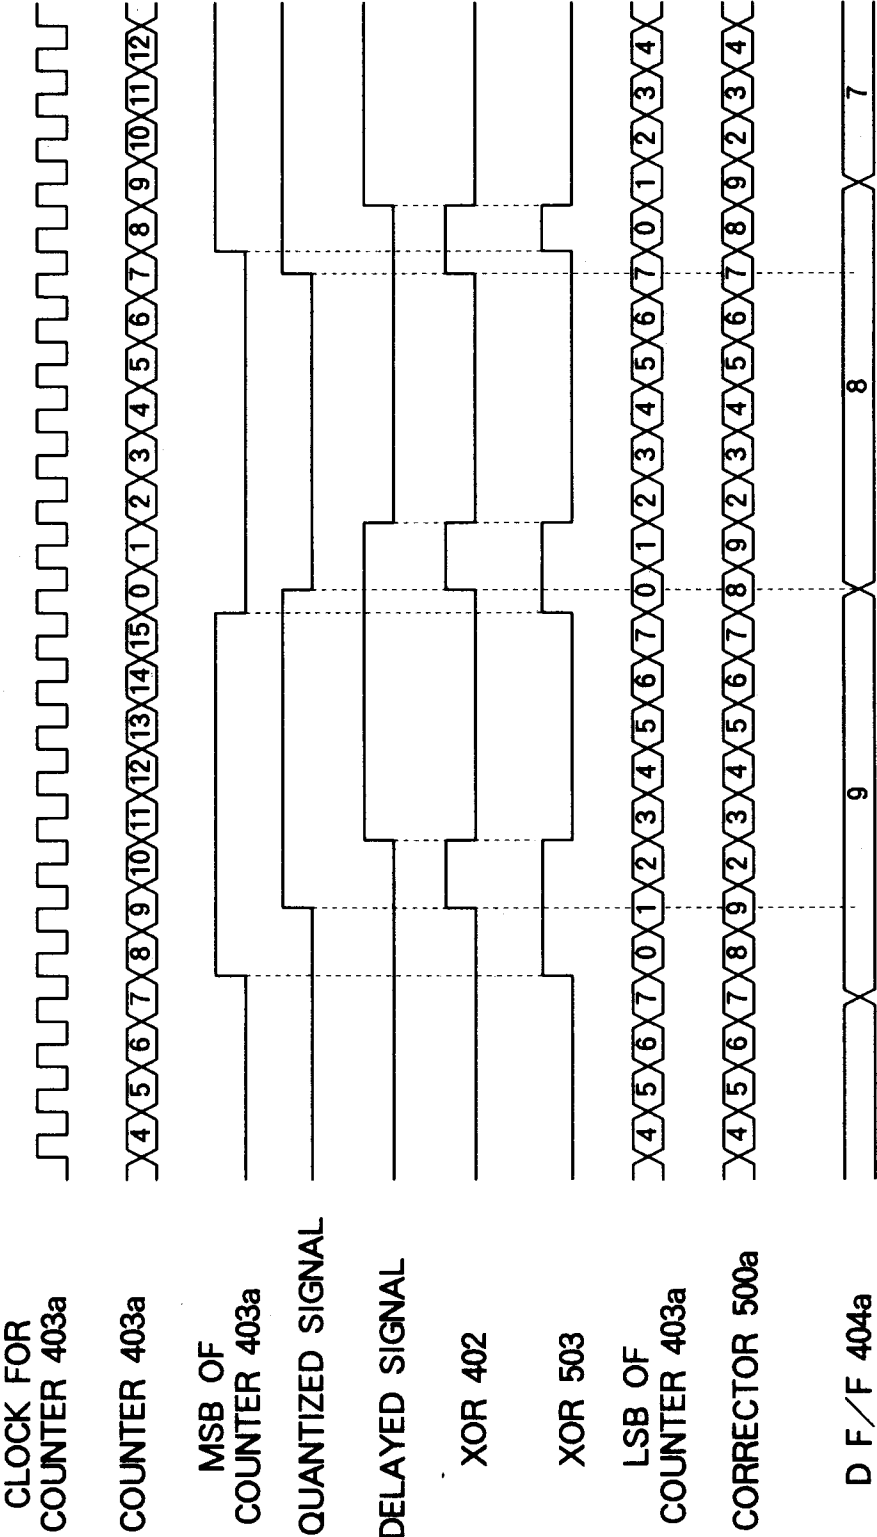 CLOCK FOR
COUNTER 403a
COUNTER 403a 4 5 6 7 8 9 10 11 12 13 14 15 0 1 2 3 4 5 6 7 8 9 10 11 12
MSB OF
COUNTER 403a
QUANTIZED SIGNAL
DELAYED SIGNAL
XOR 402
XOR 503
LSB OF
COUNTER 403a 4 5 6 7 0 1 2 3 4 5 6 7 0 1 2 3 4 5 6 7 0 1 2 3 4
CORRECTOR 500a 4 5 6 7 8 9 2 3 4 5 6 7 8 9 2 3 4 5 6 7 8 9 2 3 4
D F/F 404a 9 8 7